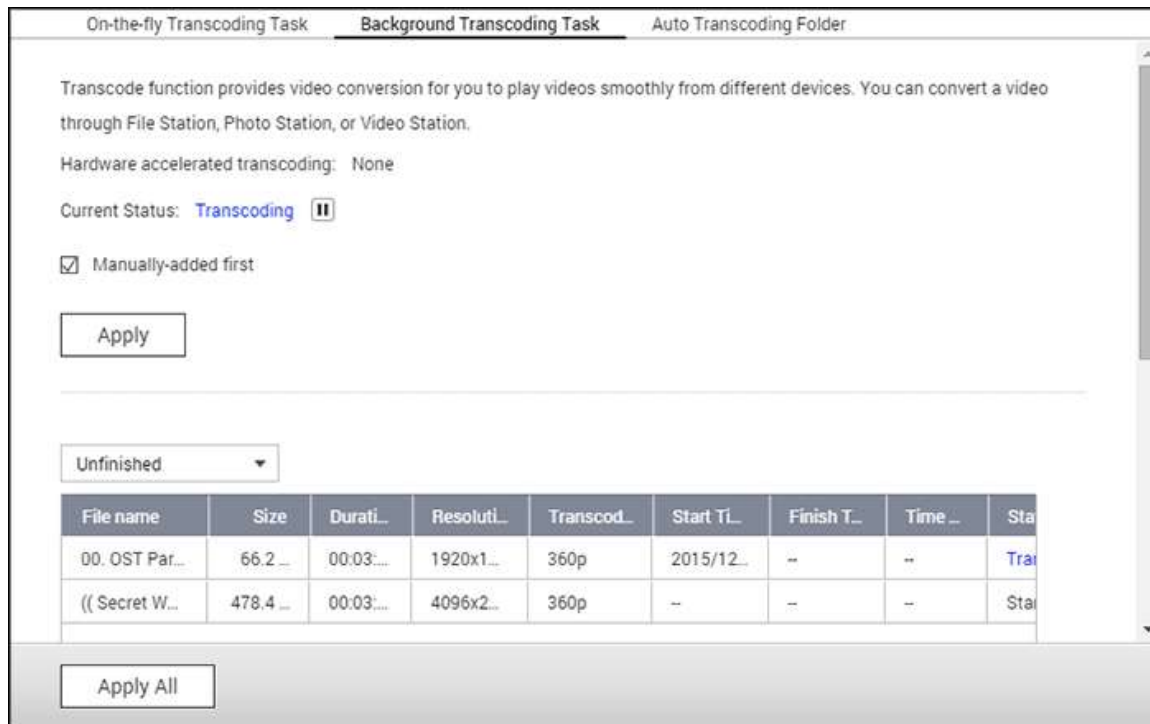 On-the-fly Transcoding Task Background Transcoding Task Auto Transcoding Folder
Transcode function provides video conversion for you to play videos smoothly from different devices. You can convert a video
through File Station, Photo Station, or Video Station.
Hardware accelerated transcoding: None
Current Status: Transcoding
Manually-added first
Apply
Unfinished
File name Size Durati... Resoluti... Transcod... Start Ti... Finish T... Time ... Sta
00. OST Par... 66.2 ... 00:03:... 1920x1... 360p 2015/12... -- -- Tra
(( Secret W... 478.4 ... 00:03:... 4096x2... 360p -- -- -- Sta
Apply All